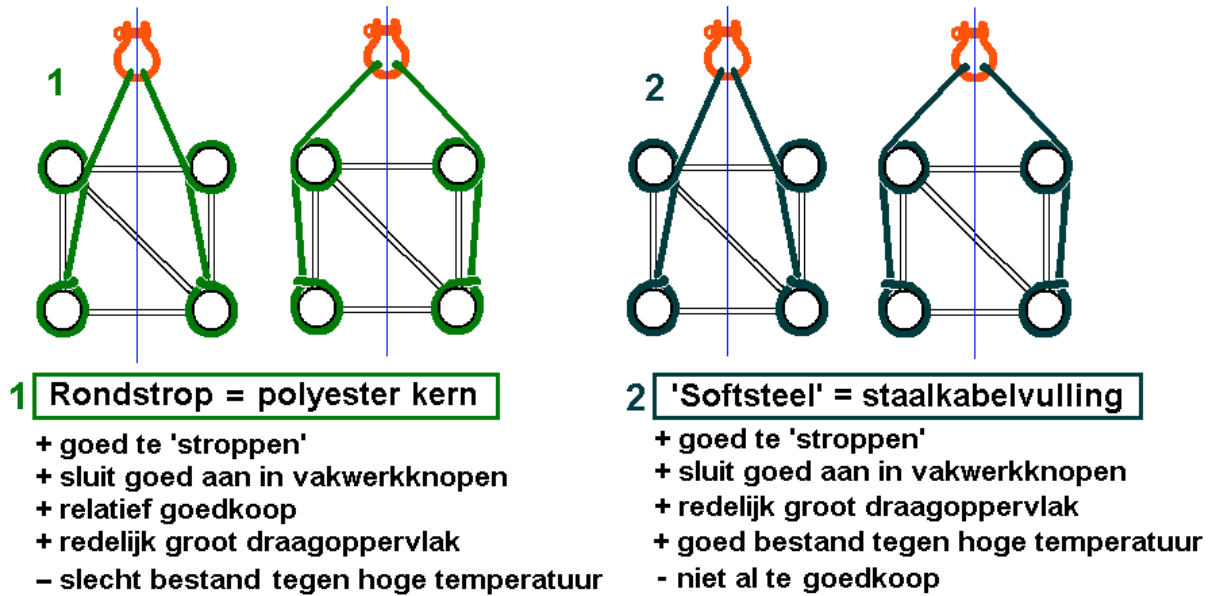 1
2
1 Rondstrop = polyester kern
+ goed te 'stroppen'
+ sluit goed aan in vakwerkknopen
+ relatief goedkoop
+ redelijk groot draagoppervlak
– slecht bestand tegen hoge temperatuur
2 'Softsteel' = staalkabelvulling
+ goed te 'stroppen'
+ sluit goed aan in vakwerkknopen
+ redelijk groot draagoppervlak
+ goed bestand tegen hoge temperatuur
- niet al te goedkoop